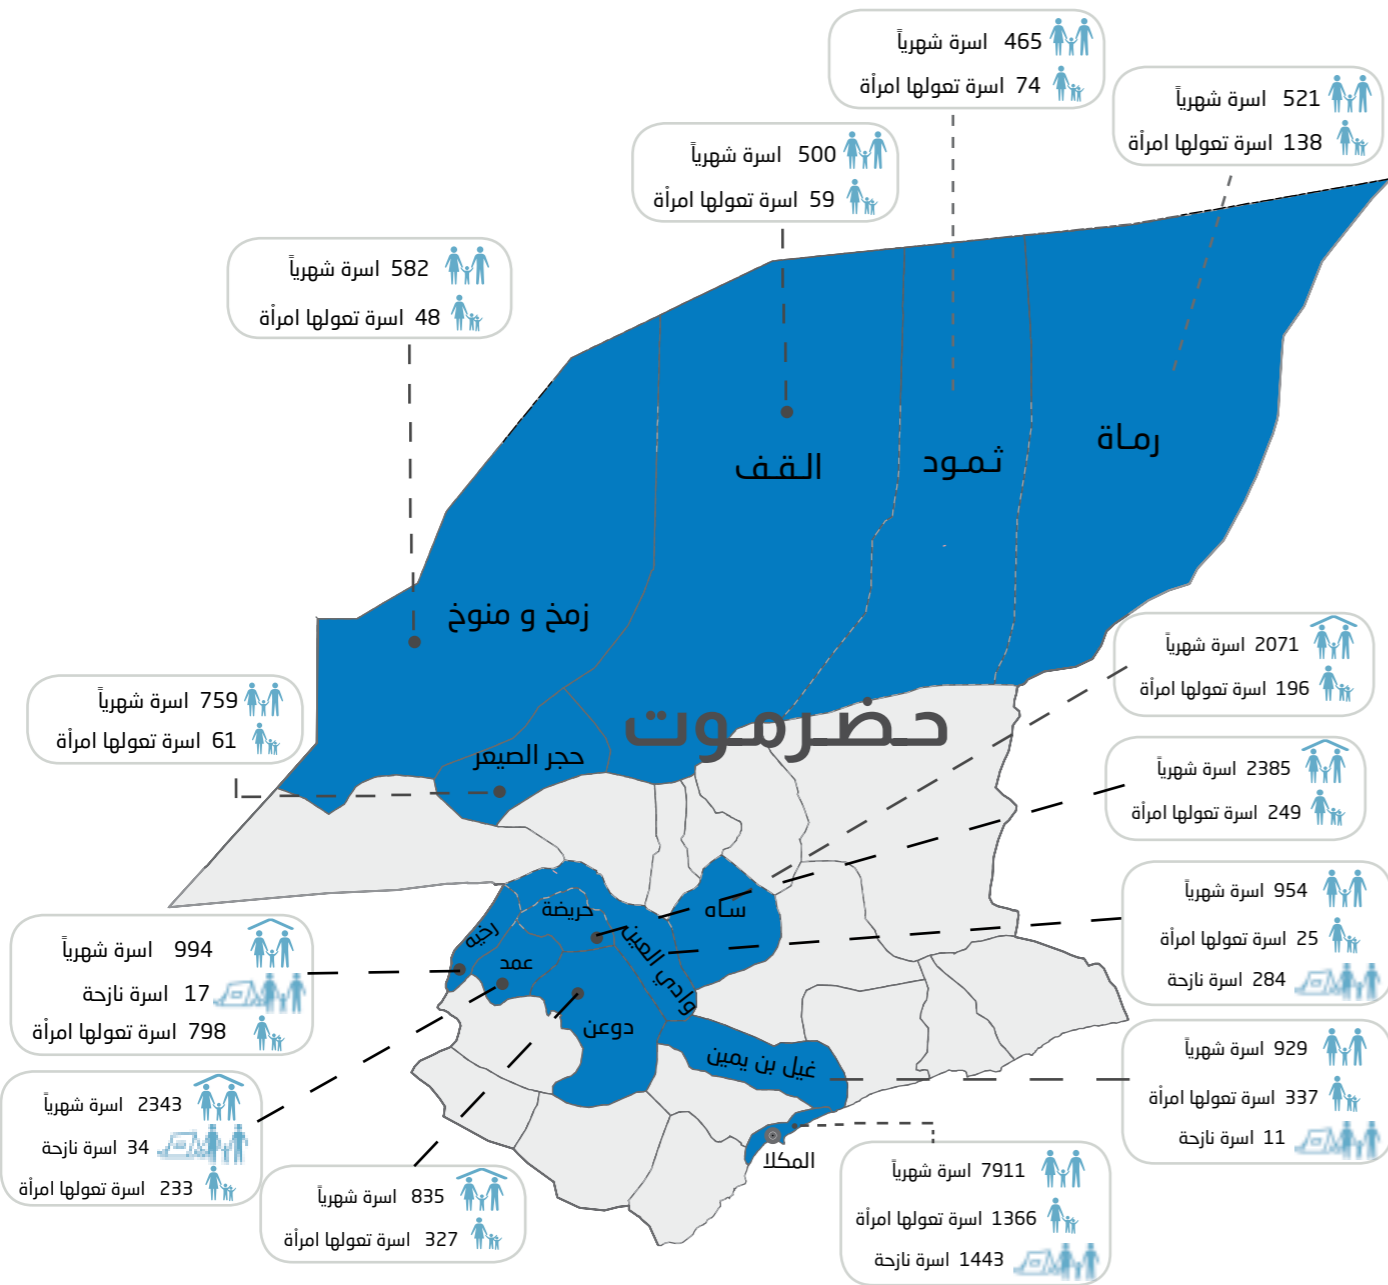 465 اسرة شهرياً
74 اسرة تعولها امرأة
521 اسرة شهرياً
138 اسرة تعولها امرأة
500 اسرة شهرياً
59 اسرة تعولها امرأة
582 اسرة شهرياً
48 اسرة تعولها امرأة
رماة
ثمود
القف
زمخ و منوخ
2071 اسرة شهرياً
196 اسرة تعولها امرأة
759 اسرة شهرياً
61 اسرة تعولها امرأة
حضرموت
حجر الصيعر
2385 اسرة شهرياً
249 اسرة تعولها امرأة
954 اسرة شهرياً
25 اسرة تعولها امرأة
284 اسرة نازحة
ساه
حريضة
رخيه
وادي العين
عمد
دوعن
994 اسرة شهرياً
17 اسرة نازحة
798 اسرة تعولها امرأة
929 اسرة شهرياً
337 اسرة تعولها امرأة
11 اسرة نازحة
غيل بن يمين
2343 اسرة شهرياً
34 اسرة نازحة
233 اسرة تعولها امرأة
المكلا
835 اسرة شهرياً
327 اسرة تعولها امرأة
7911 اسرة شهرياً
1366 اسرة تعولها امرأة
1443 اسرة نازحة